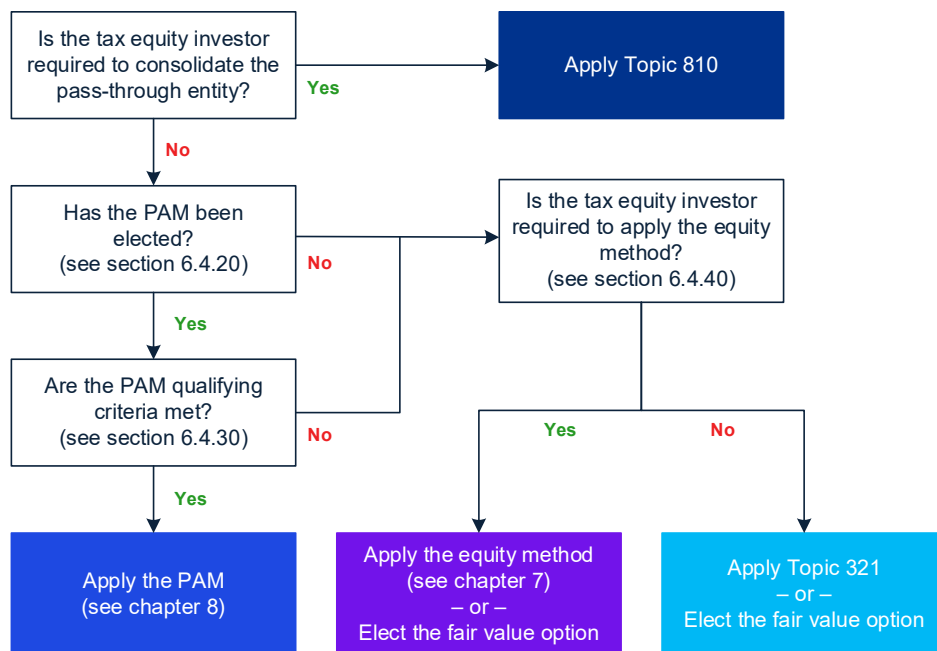 Is the tax equity investor
required to consolidate the
pass-through entity?
Yes
Apply Topic 810
No
Has the PAM been
elected?
(see section 6.4.20)
No
Is the tax equity investor
required to apply the equity
method?
(see section 6.4.40)
Yes
Are the PAM qualifying
criteria met?
(see section 6.4.30)
No
Yes
No
Yes
Apply the PAM
(see chapter 8)
Apply the equity method
(see chapter 7)
– or –
Elect the fair value option
Apply Topic 321
– or –
Elect the fair value option